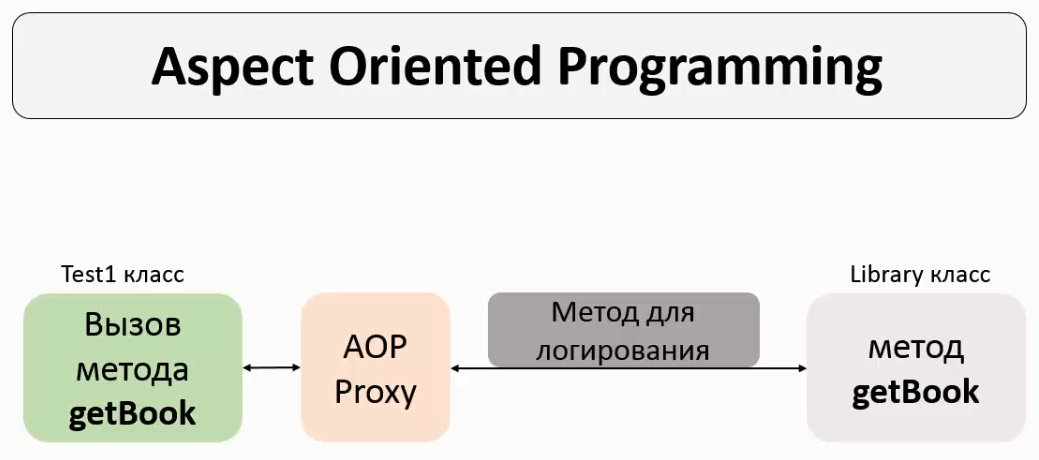 Aspect Oriented Programming
Test1 класс
Library класс
Вызов
метода
getBook
AOP
Proxy
Метод для
логирования
метод
getBook